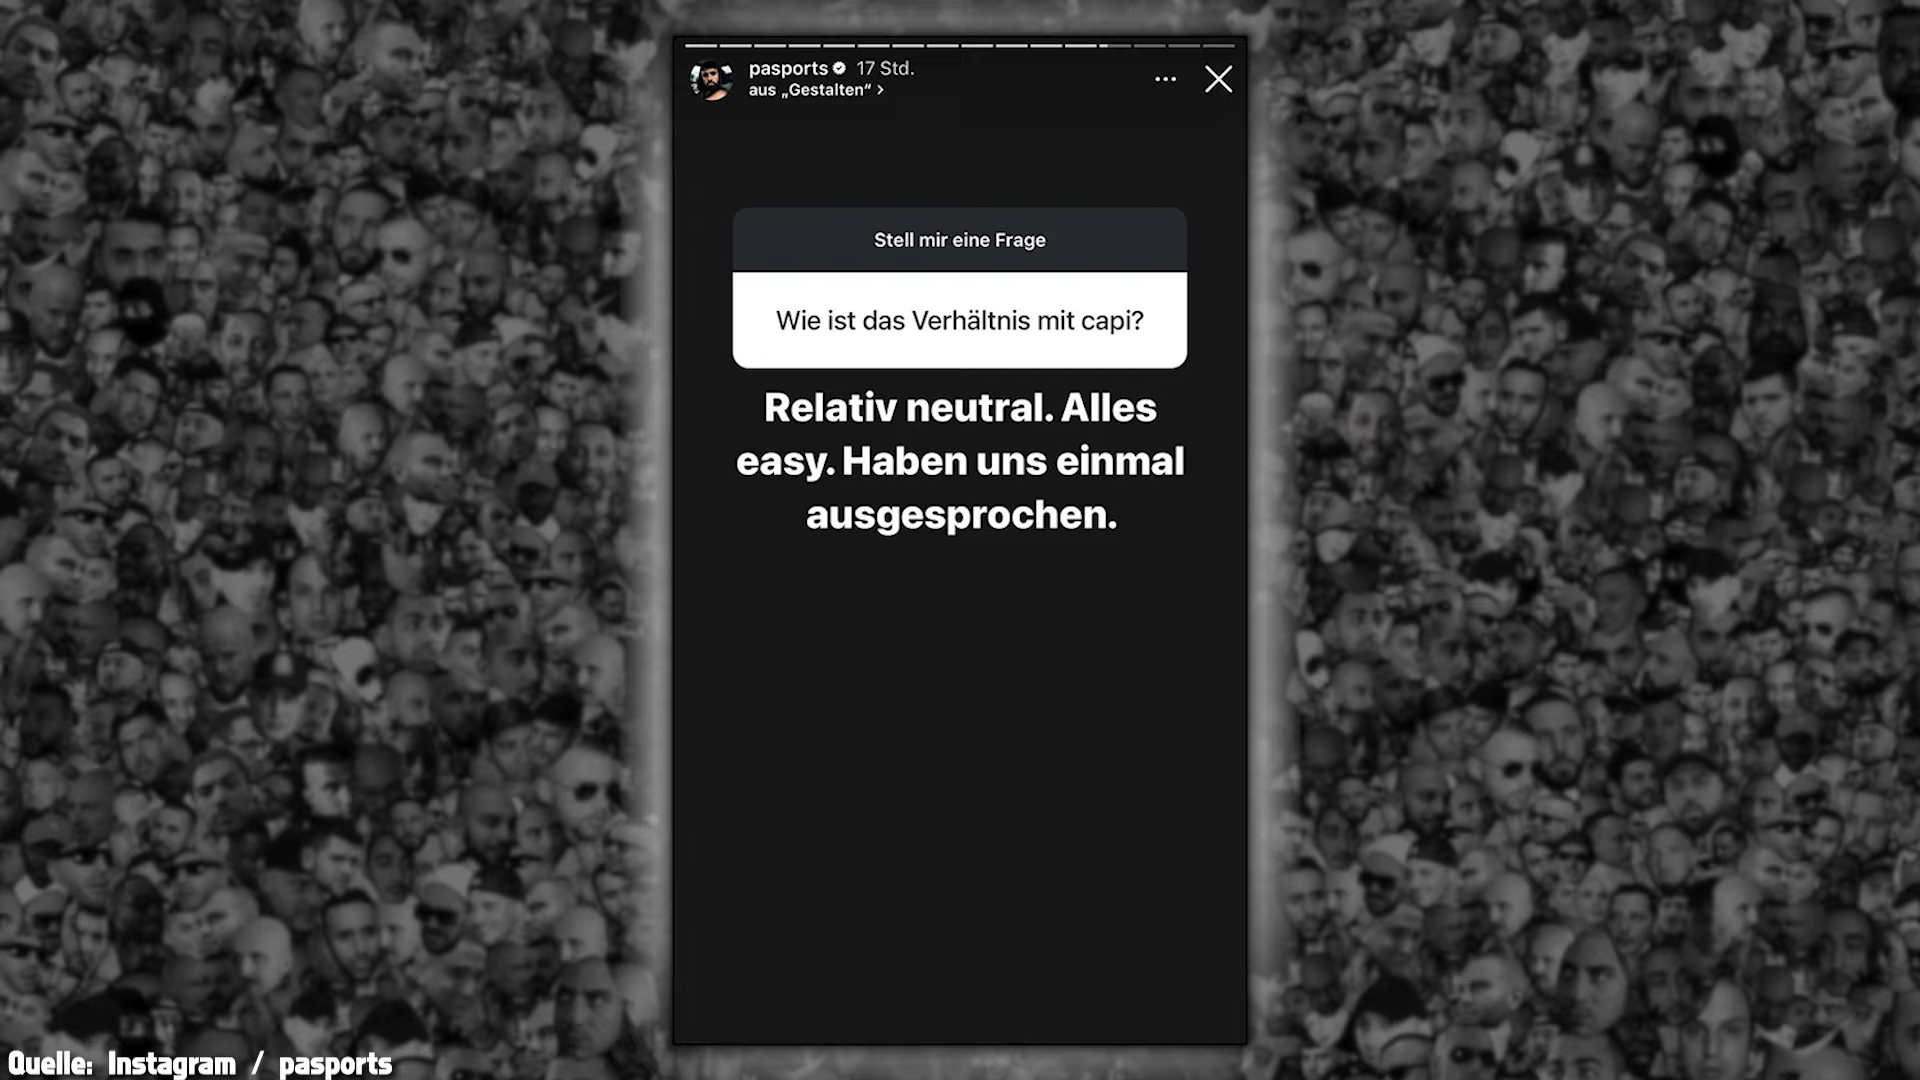 pasports 17 Std.
aus „Gestalten“ >
Stell mir eine Frage
Wie ist das Verhältnis mit capi?
Relativ neutral. Alles
easy. Haben uns einmal
ausgesprochen.
Quelle: Instagram / pasports